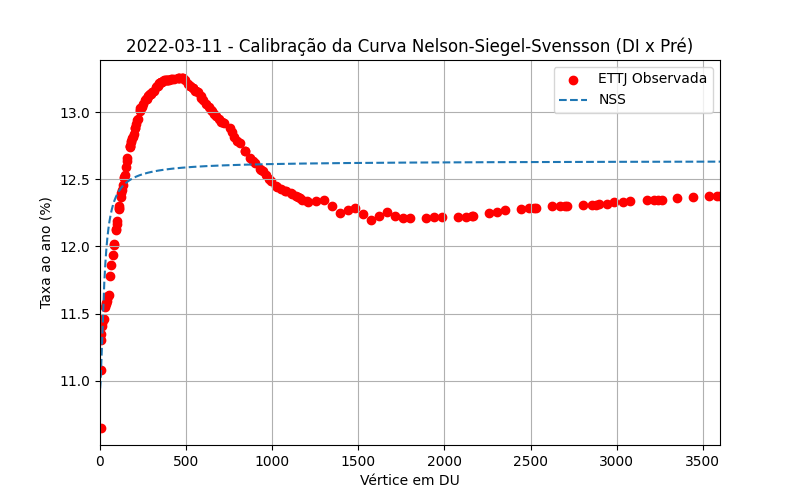 2022-03-11 - Calibração da Curva Nelson-Siegel-Svensson (DI x Pré)
ETTJ Observada
NSS
Taxa ao ano (%)
13.0
12.5
12.0
11.5
11.0
0 500 1000 1500 2000 2500 3000 3500
Vértice em DU